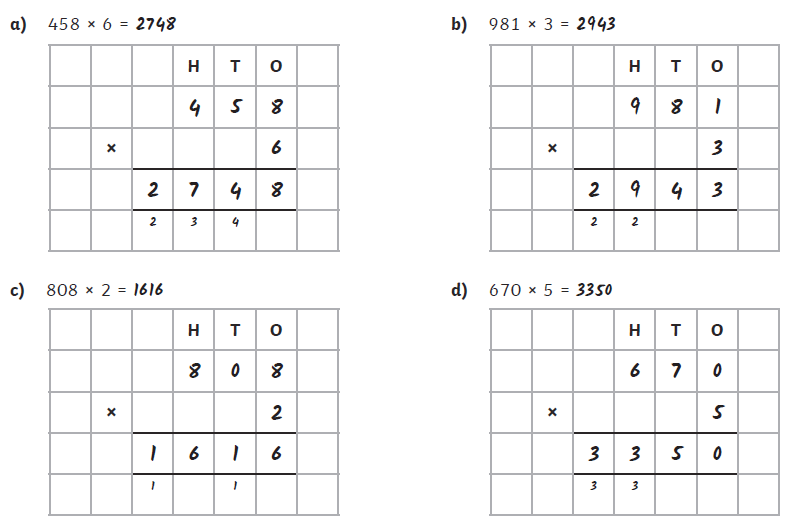 a) 458 × 6 = 2748
H T O
4 5 8
× 6
2 7 4 8
2 3 4
b) 981 × 3 = 2943
H T O
9 8 1
× 3
2 9 4 3
2 2
c) 808 × 2 = 1616
H T O
8 0 8
× 2
1 6 1 6
1 1
d) 670 × 5 = 3350
H T O
6 7 0
× 5
3 3 5 0
3 3